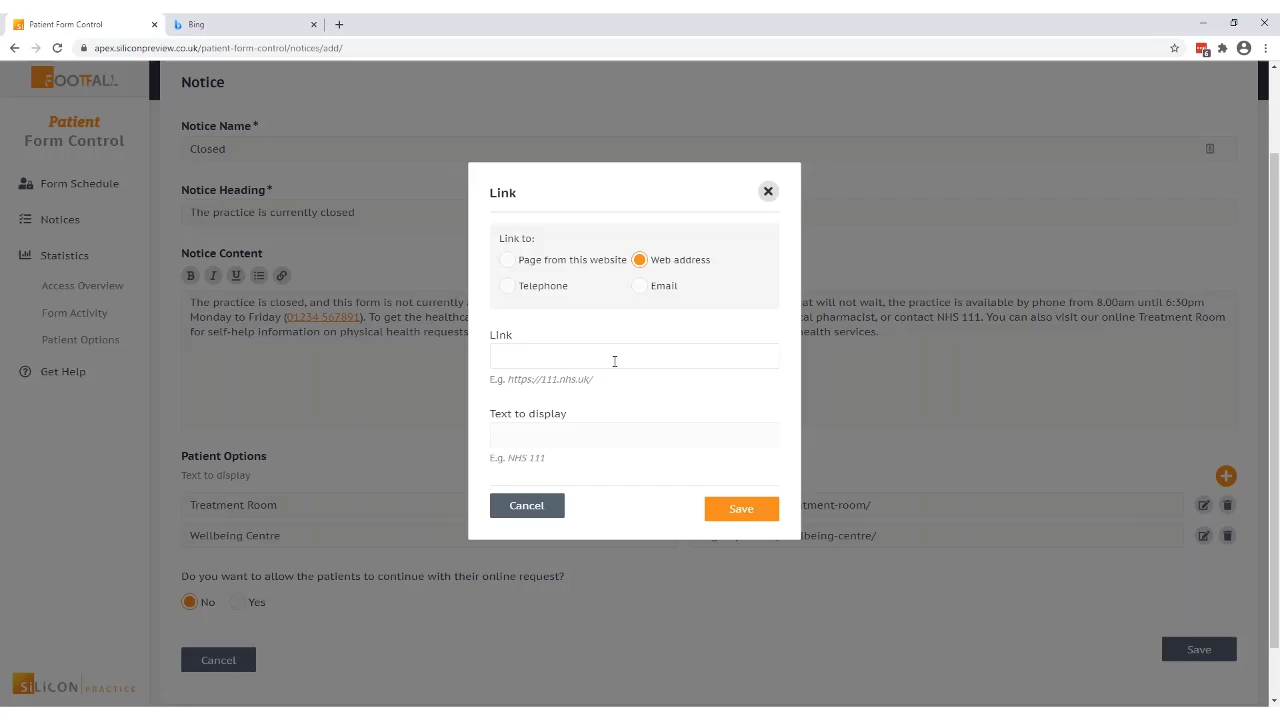 Patient Form Control
Bing
apex.siliconpreview.co.uk/patient-form-control/notices/add/
6
FOOTFALL
Patient
Form Control
Form Schedule
Notices
Statistics
Access Overview
Form Activity
Patient Options
Get Help
SILICON PRACTICE
Notice
Notice Name*
Closed
Notice Heading*
The practice is currently closed
Notice Content
B I U
The practice is closed, and this form is not currently a
at will not wait, the practice is available by phone from 8.00am until 6:30pm
Monday to Friday (01234 567891). To get the healthca
al pharmacist, or contact NHS 111. You can also visit our online Treatment Room
for self-help information on physical health requests
health services.
Patient Options
Text to display
Treatment Room
tment-room/
Wellbeing Centre
lbeing-centre/
Do you want to allow the patients to continue with their online request?
No Yes
Cancel
Save
Link
Link to:
Page from this website Web address
Telephone Email
Link
E.g. https://111.nhs.uk/
Text to display
E.g. NHS 111
Cancel
Save